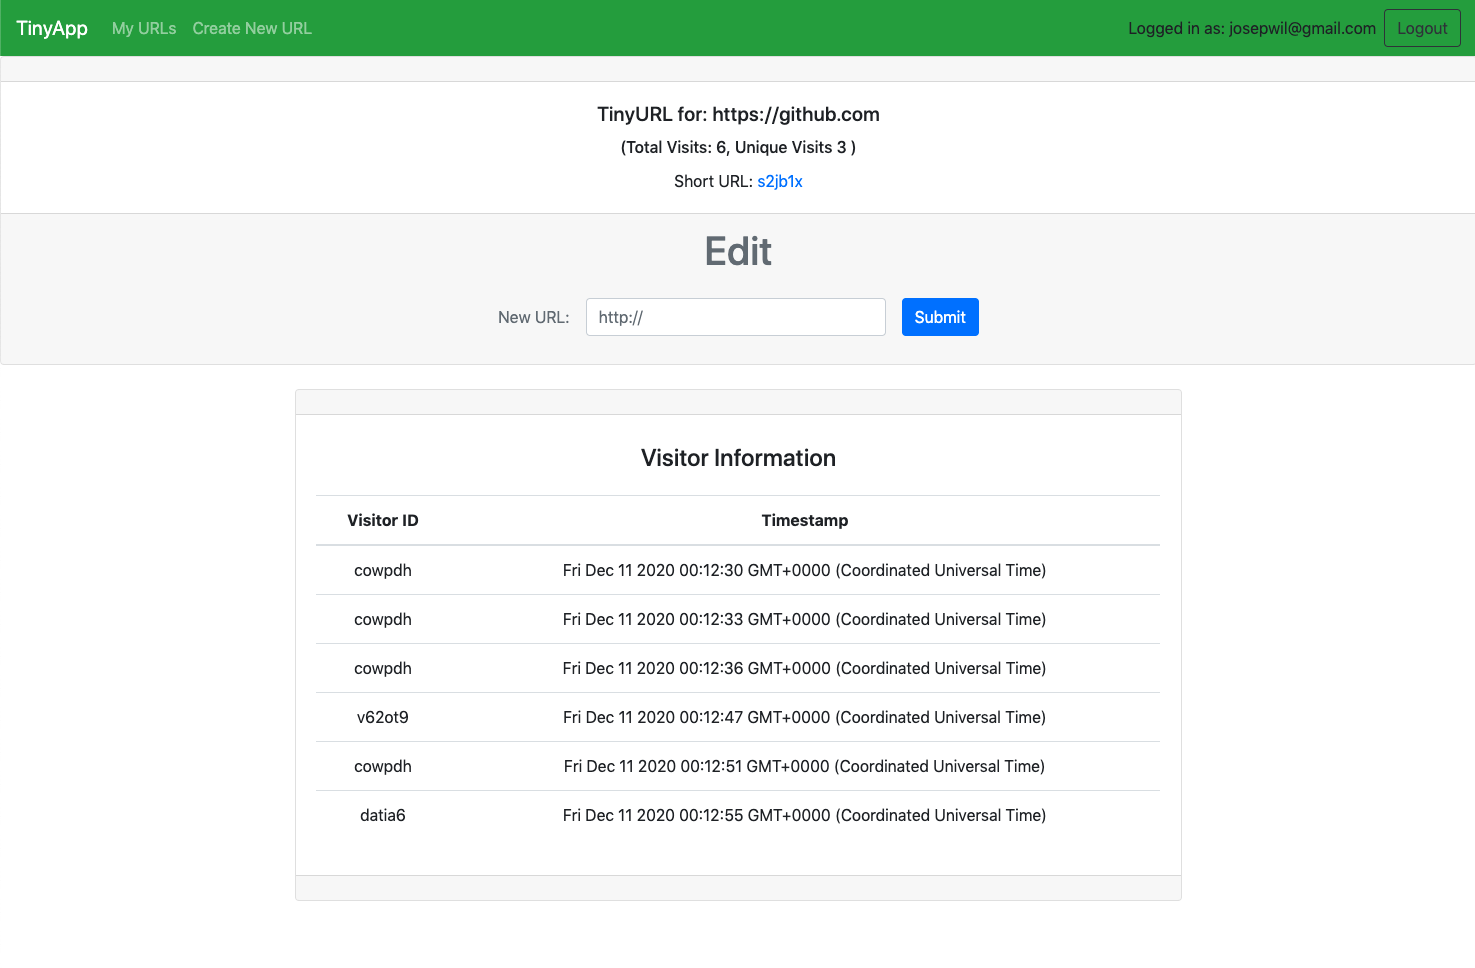 TinyApp My URLs Create New URL Logged in as: josepwil@gmail.com Logout
TinyURL for: https://github.com
(Total Visits: 6, Unique Visits 3 )
Short URL: s2jb1x
Edit
New URL: http:// Submit
Visitor Information
Visitor ID Timestamp
cowpdh Fri Dec 11 2020 00:12:30 GMT+0000 (Coordinated Universal Time)
cowpdh Fri Dec 11 2020 00:12:33 GMT+0000 (Coordinated Universal Time)
cowpdh Fri Dec 11 2020 00:12:36 GMT+0000 (Coordinated Universal Time)
v62ot9 Fri Dec 11 2020 00:12:47 GMT+0000 (Coordinated Universal Time)
cowpdh Fri Dec 11 2020 00:12:51 GMT+0000 (Coordinated Universal Time)
datia6 Fri Dec 11 2020 00:12:55 GMT+0000 (Coordinated Universal Time)